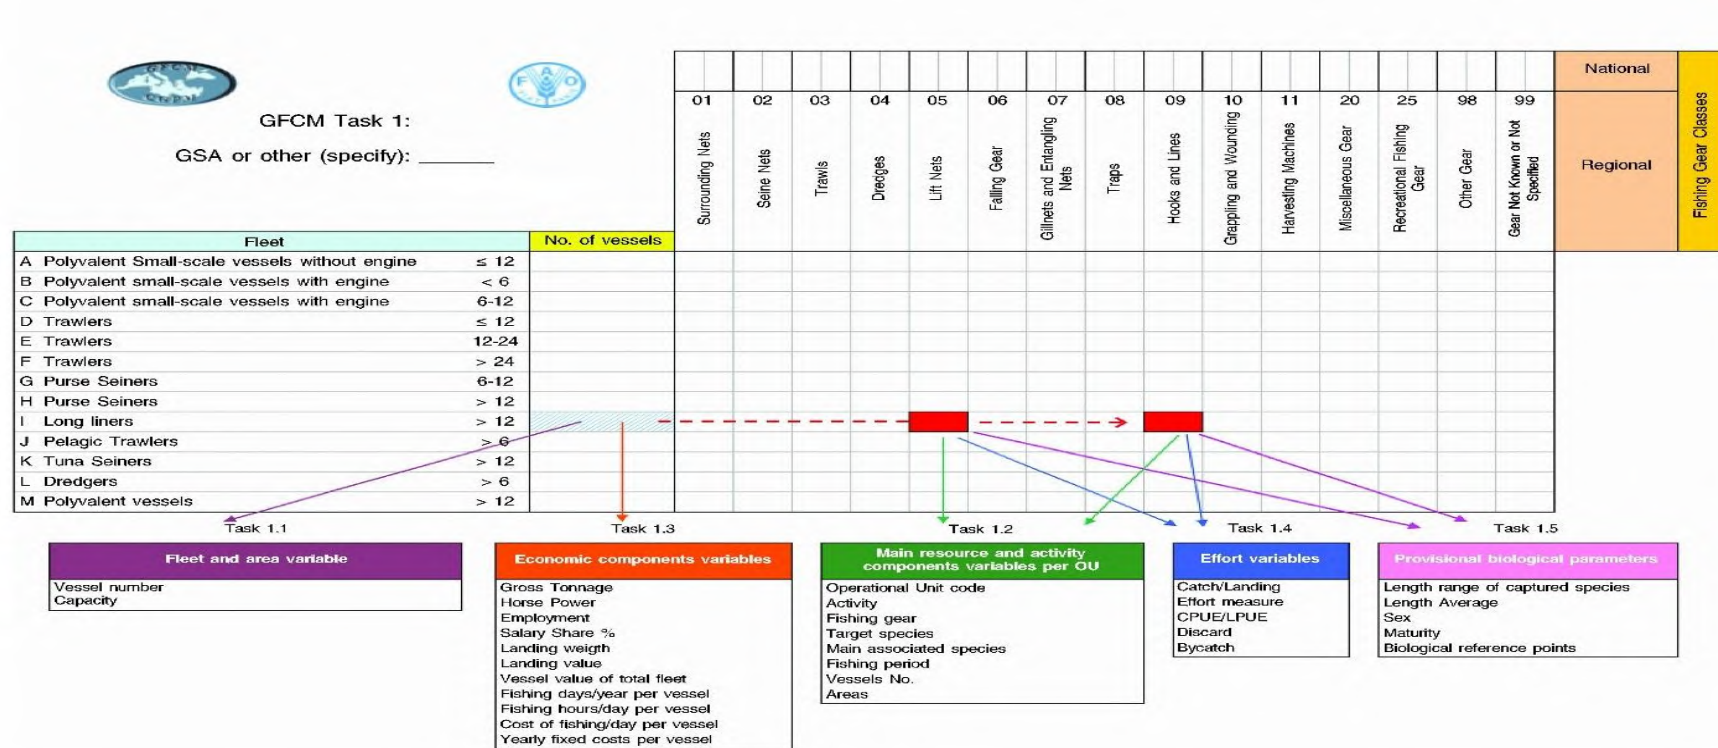 GFCM
CGPM
F A O
GFCM Task 1:
GSA or other (specify): ______
National
Regional
Fishing Gear Classes
01 02 03 04 05 06 07 08 09 10 11 20 25 98 99
Surrounding Nets
Seine Nets
Trawls
Dredges
Lift Nets
Falling Gear
Gillnets and Entangling
Nets
Traps
Hooks and Lines
Grappling and Wounding
Harvesting Machines
Miscellaneous Gear
Recreational Fishing
Gear
Other Gear
Gear Not Known or Not
Specified
Fleet No. of vessels
A Polyvalent Small-scale vessels without engine ≤ 12
B Polyvalent small-scale vessels with engine < 6
C Polyvalent small-scale vessels with engine 6-12
D Trawlers ≤ 12
E Trawlers 12-24
F Trawlers > 24
G Purse Seiners 6-12
H Purse Seiners > 12
I Long liners > 12
J Pelagic Trawlers > 6
K Tuna Seiners > 12
L Dredgers > 6
M Polyvalent vessels > 12
Task 1.1
Fleet and area variable
Vessel number
Capacity
Task 1.3
Economic components variables
Gross Tonnage
Horse Power
Employment
Salary Share %
Landing weigth
Landing value
Vessel value of total fleet
Fishing days/year per vessel
Fishing hours/day per vessel
Cost of fishing/day per vessel
Yearly fixed costs per vessel
Task 1.2
Main resource and activity
components variables per OU
Operational Unit code
Activity
Fishing gear
Target species
Main associated species
Fishing period
Vessels No.
Areas
Task 1.4
Effort variables
Catch/Landing
Effort measure
CPUE/LPUE
Discard
Bycatch
Task 1.5
Provisional biological parameters
Length range of captured species
Length Average
Sex
Maturity
Biological reference points